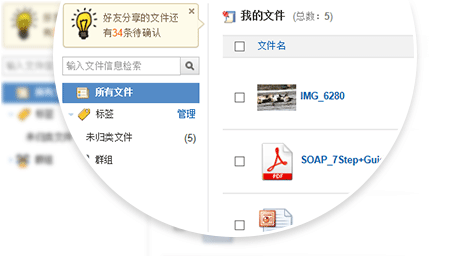 好友分享的文件还
有34条待确认
输入文件信息检索
所有文件
标签 管理
未归类文件 (5)
群组
我的文件 (总数：5)
文件名
IMG_6280
PDF
SOAP_7Step+Gui